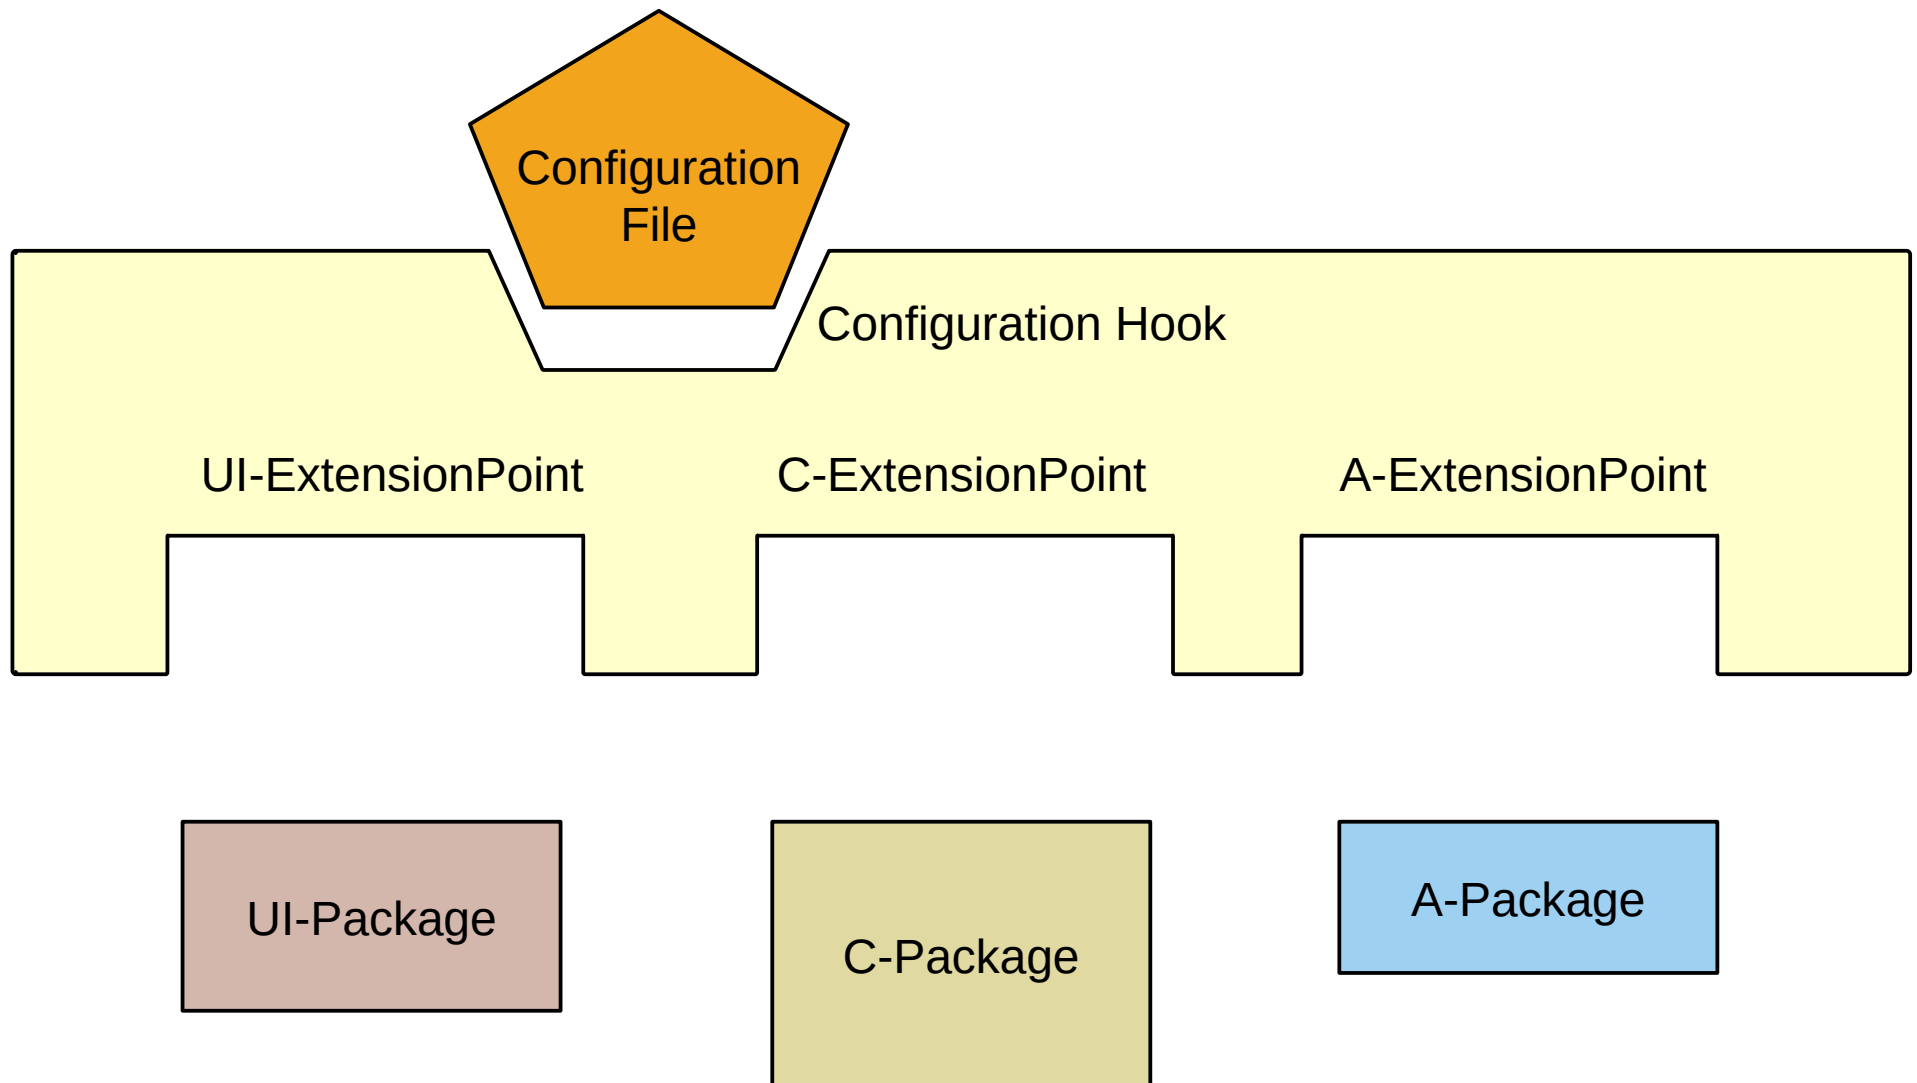 Configuration
File
Configuration Hook
UI-ExtensionPoint
C-ExtensionPoint
A-ExtensionPoint
UI-Package
C-Package
A-Package